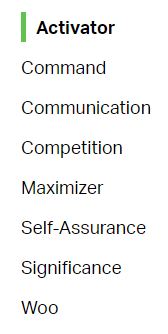 Activator
Command
Communication
Competition
Maximizer
Self-Assurance
Significance
Woo